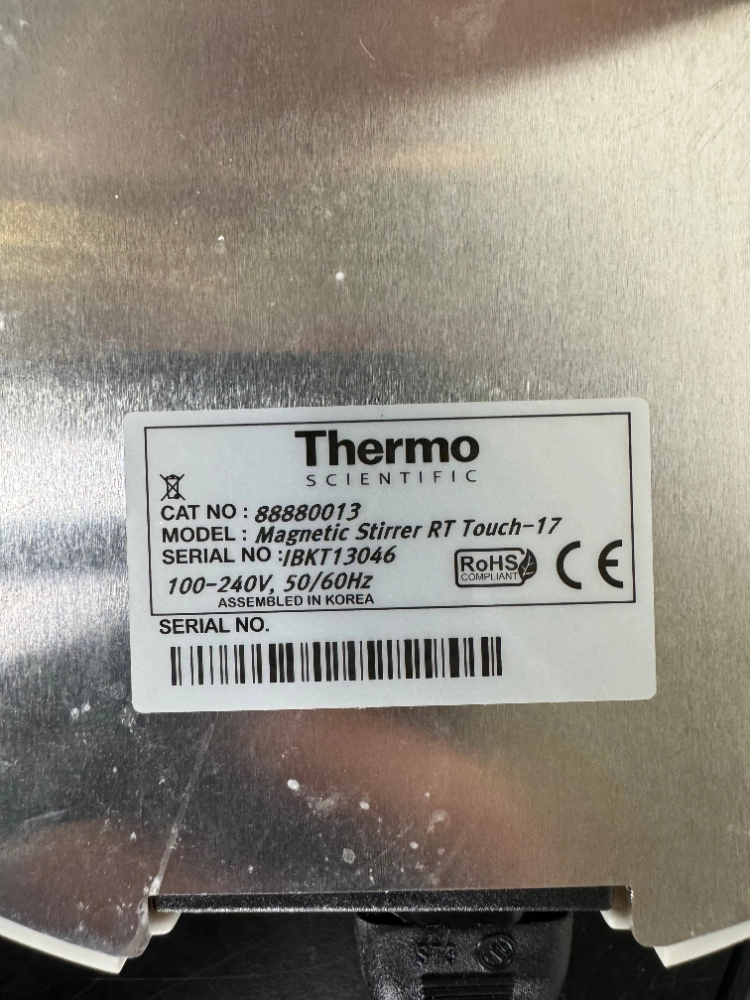 Thermo
SCIENTIFIC
CAT NO : 88880013
MODEL : Magnetic Stirrer RT Touch-17
SERIAL NO :IBKT13046
100-240V, 50/60Hz
RoHS
COMPLIANT
CE
ASSEMBLED IN KOREA
SERIAL NO.